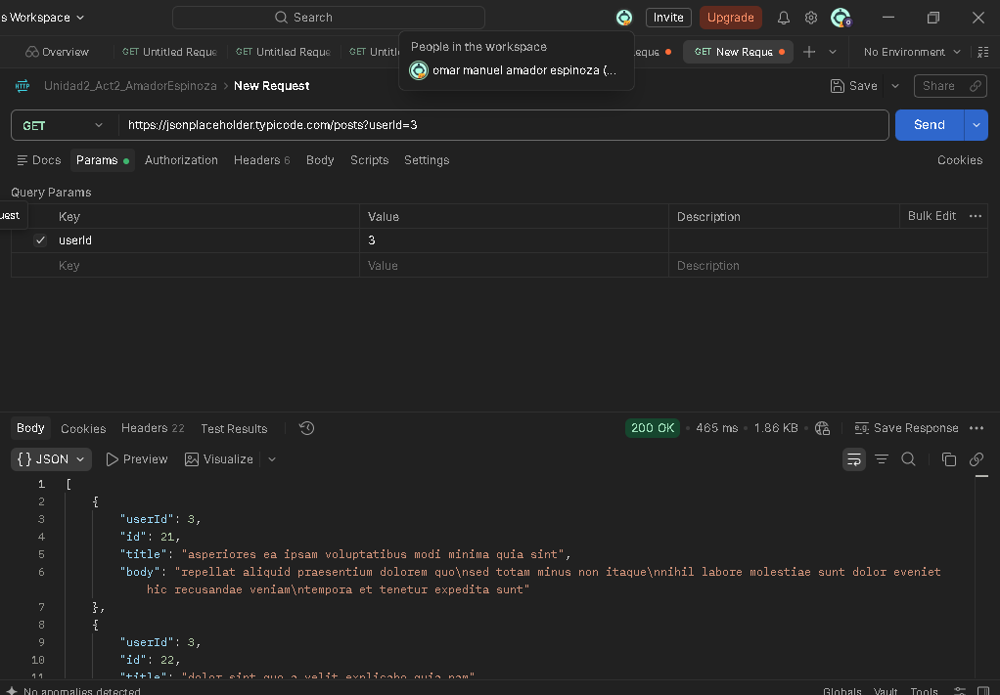 s Workspace
Search
Invite
Upgrade
Overview
GET Untitled Reque
GET Untitled Reque
GET Untitl
eque
GET New Reque
No Environment
People in the workspace
omar manuel amador espinoza (...
HTTP
Unidad2_Act2_AmadorEspinoza > New Request
Save
Share
GET
https://jsonplaceholder.typicode.com/posts?userId=3
Send
Docs
Params
Authorization
Headers 6
Body
Scripts
Settings
Cookies
Query Params
uest
Key
Value
Description
Bulk Edit
userId
3
Key
Value
Description
Body
Cookies
Headers 22
Test Results
200 OK
465 ms
1.86 KB
e.g. Save Response
{} JSON
Preview
Visualize
1 [
2 {
3 "userId": 3,
4 "id": 21,
5 "title": "asperiores ea ipsam voluptatibus modi minima quia sint",
6 "body": "repellat aliquid praesentium dolorem quo\nsed totam minus non itaque\nnihil labore molestiae sunt dolor eveniet
hic recusandae veniam\ntempora et tenetur expedita sunt"
7 },
8 {
9 "userId": 3,
10 "id": 22,
11 "title": "dolor sint quo a velit explicabo quia nam"
No anomalies detected
Globals
Vault
Tools